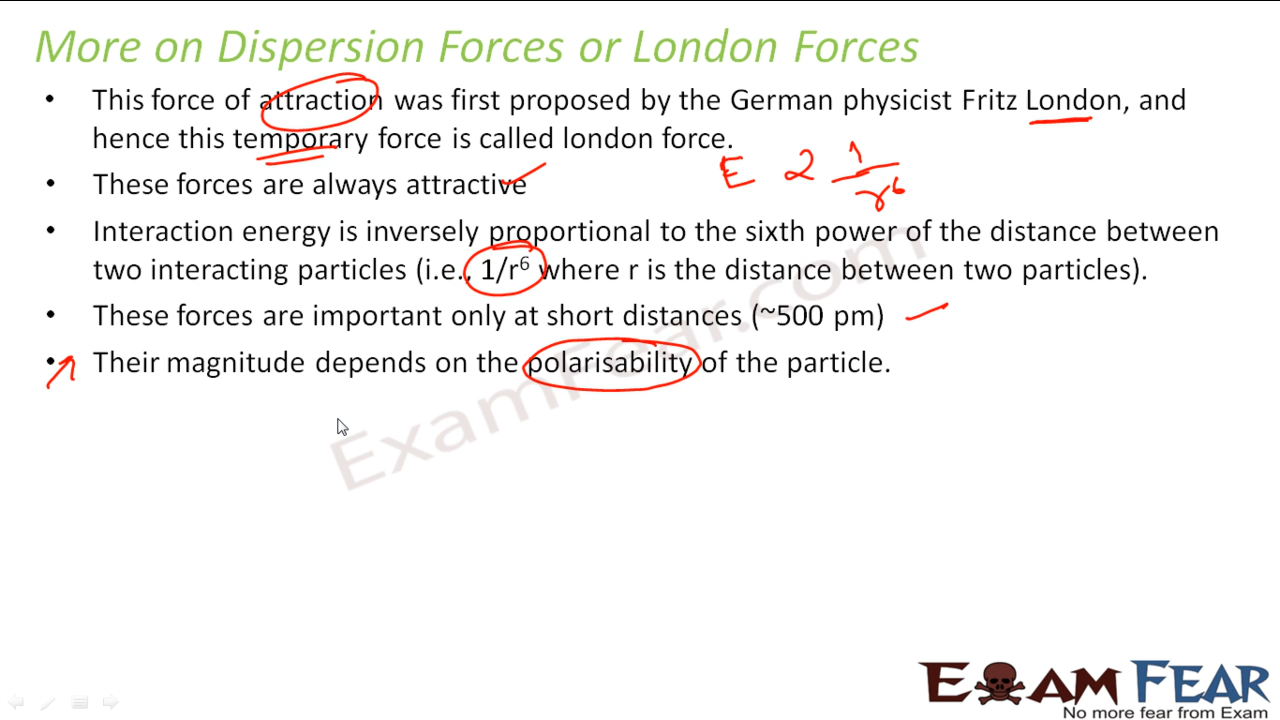 More on Dispersion Forces or London Forces
• This force of attraction was first proposed by the German physicist Fritz London, and
hence this temporary force is called london force.
E ∝ 1/r⁶
• These forces are always attractive
• Interaction energy is inversely proportional to the sixth power of the distance between
two interacting particles (i.e., 1/r⁶ where r is the distance between two particles).
• These forces are important only at short distances (~500 pm)
• Their magnitude depends on the polarisability of the particle.
ExamFear.com
EXAM FEAR
No more fear from Exam